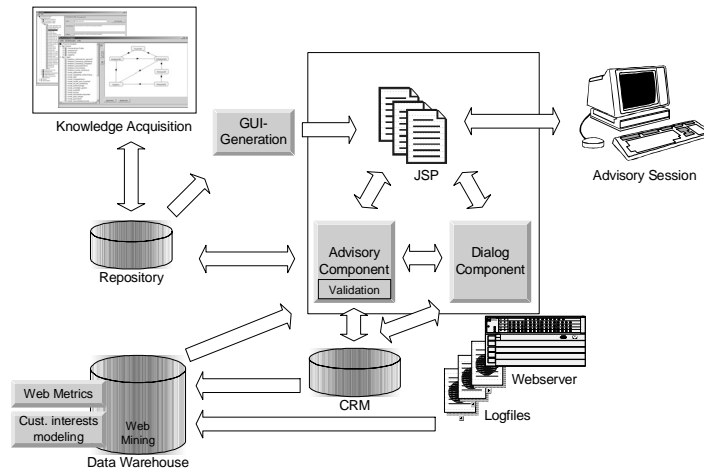 Knowledge Acquisition
GUI-
Generation
JSP
Advisory Session
Repository
Advisory
Component
Validation
Dialog
Component
Webserver
CRM
Logfiles
Web Metrics
Cust. interests
modeling
Web
Mining
Data Warehouse